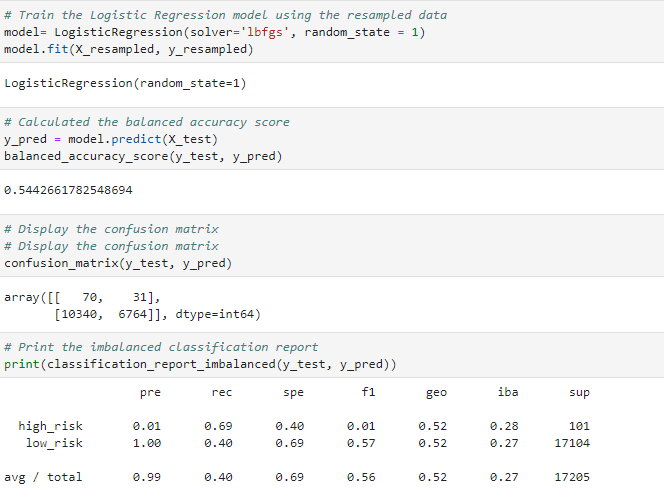 # Train the Logistic Regression model using the resampled data
model= LogisticRegression(solver='lbfgs', random_state = 1)
model.fit(X_resampled, y_resampled)
LogisticRegression(random_state=1)
# Calculated the balanced accuracy score
y_pred = model.predict(X_test)
balanced_accuracy_score(y_test, y_pred)
0.5442661782548694
# Display the confusion matrix
# Display the confusion matrix
confusion_matrix(y_test, y_pred)
array([[   70,    31],
       [10340,  6764]], dtype=int64)
# Print the imbalanced classification report
print(classification_report_imbalanced(y_test, y_pred))
pre rec spe f1 geo iba sup
high_risk 0.01 0.69 0.40 0.01 0.52 0.28 101
low_risk 1.00 0.40 0.69 0.57 0.52 0.27 17104
avg / total 0.99 0.40 0.69 0.56 0.52 0.27 17205